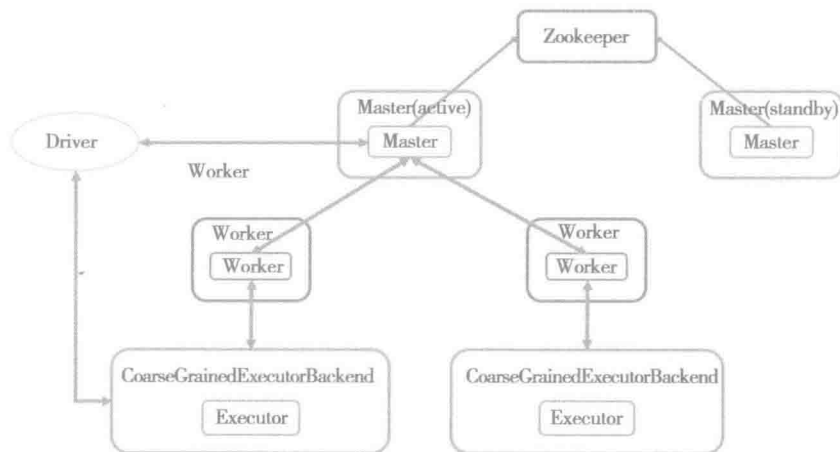 Zookeeper
Master(active)
Master(standby)
Driver
Master
Master
Worker
Worker
Worker
Worker
Worker
CoarseGrainedExecutorBackend
CoarseGrainedExecutorBackend
Executor
Executor